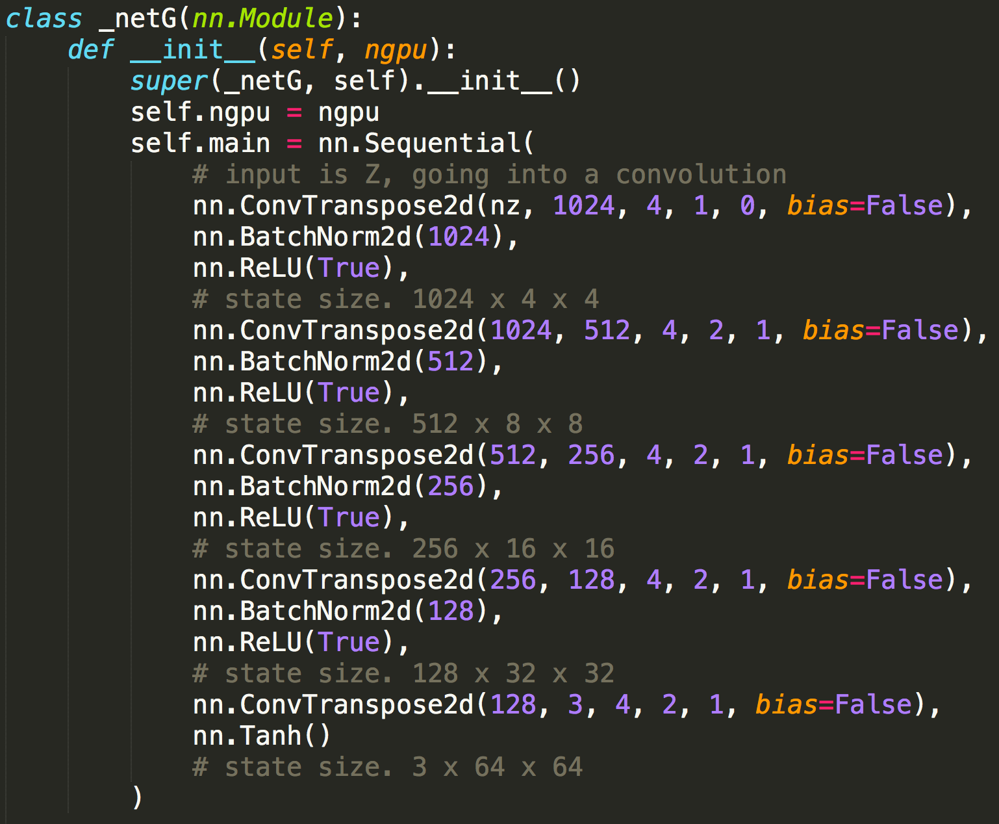 class _netG(nn.Module):
    def __init__(self, ngpu):
        super(_netG, self).__init__()
        self.ngpu = ngpu
        self.main = nn.Sequential(
            # input is Z, going into a convolution
            nn.ConvTranspose2d(nz, 1024, 4, 1, 0, bias=False),
            nn.BatchNorm2d(1024),
            nn.ReLU(True),
            # state size. 1024 x 4 x 4
            nn.ConvTranspose2d(1024, 512, 4, 2, 1, bias=False),
            nn.BatchNorm2d(512),
            nn.ReLU(True),
            # state size. 512 x 8 x 8
            nn.ConvTranspose2d(512, 256, 4, 2, 1, bias=False),
            nn.BatchNorm2d(256),
            nn.ReLU(True),
            # state size. 256 x 16 x 16
            nn.ConvTranspose2d(256, 128, 4, 2, 1, bias=False),
            nn.BatchNorm2d(128),
            nn.ReLU(True),
            # state size. 128 x 32 x 32
            nn.ConvTranspose2d(128, 3, 4, 2, 1, bias=False),
            nn.Tanh()
            # state size. 3 x 64 x 64
        )